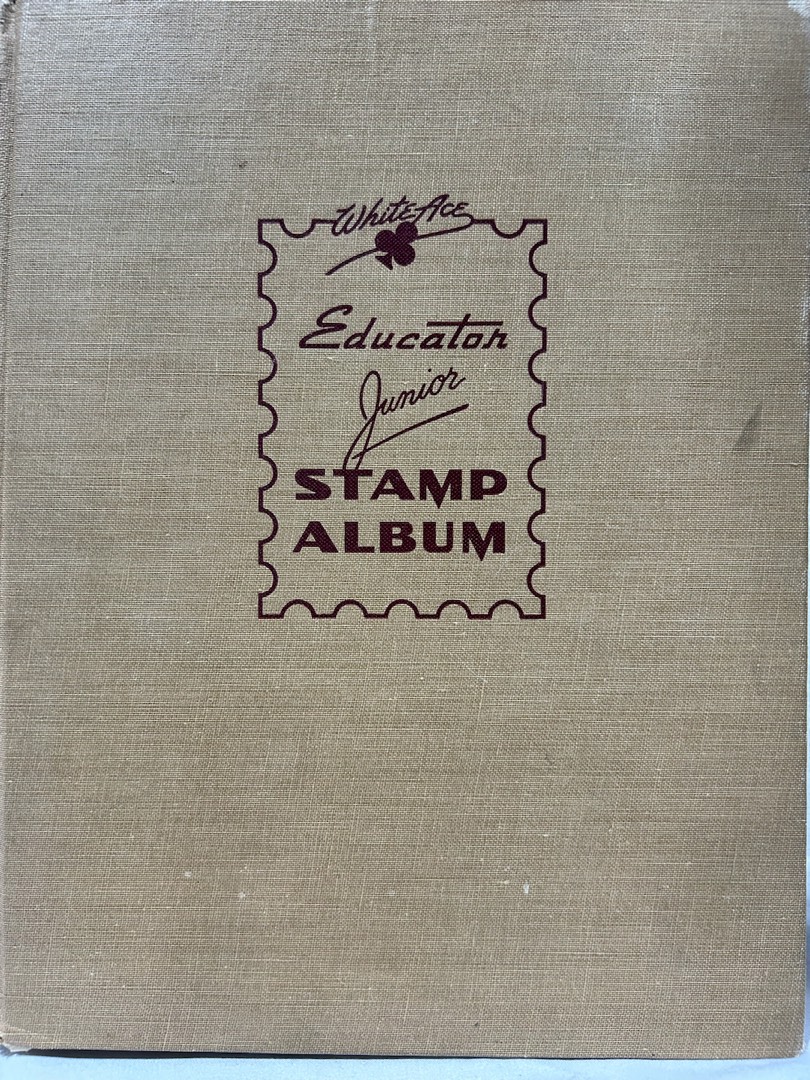 White Ace
Educator
Junior
STAMP
ALBUM